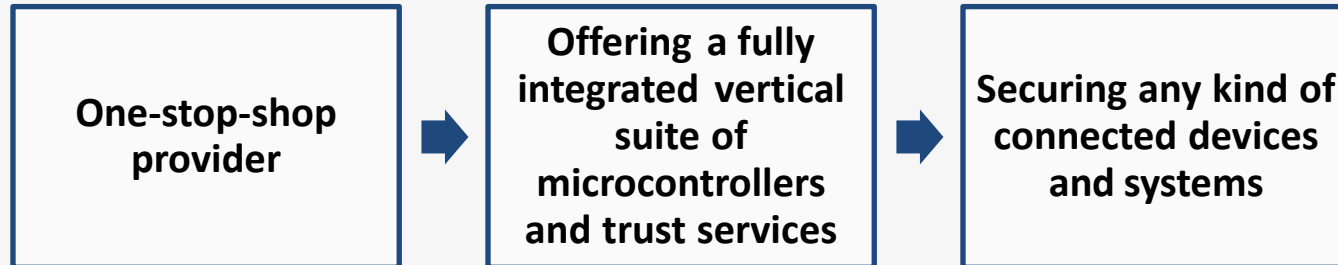 One-stop-shop
provider
Offering a fully
integrated vertical
suite of
microcontrollers
and trust services
Securing any kind of
connected devices
and systems